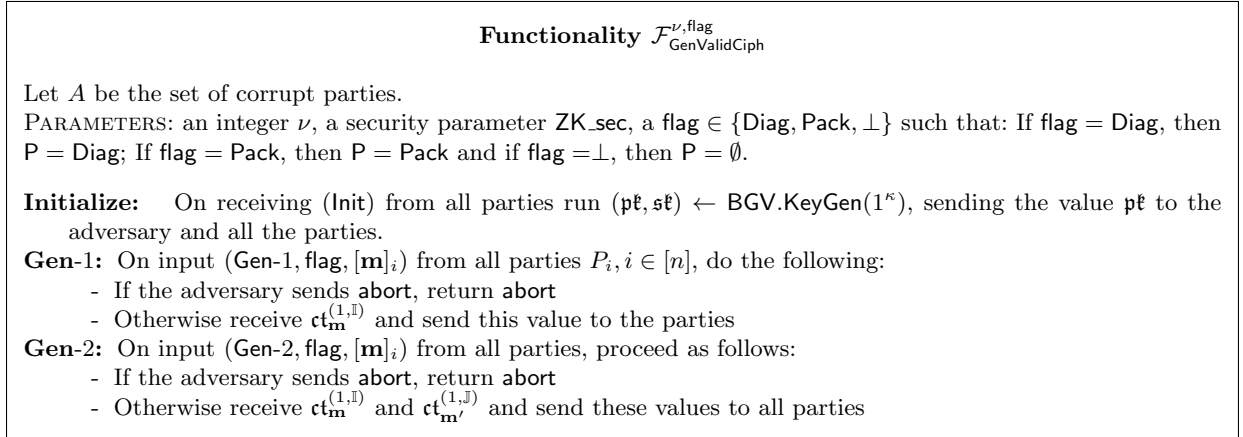 Functionality $\mathcal{F}_{\mathsf{GenValidCiph}}^{\nu,\mathsf{flag}}$
Let $A$ be the set of corrupt parties.
PARAMETERS: an integer $\nu$, a security parameter ZK_sec, a flag $\in$ {Diag, Pack, $\perp$} such that: If flag = Diag, then
P = Diag; If flag = Pack, then P = Pack and if flag =$\perp$, then P = $\emptyset$.
Initialize: On receiving (Init) from all parties run $(\mathfrak{pk}, \mathfrak{sk}) \leftarrow \mathsf{BGV.KeyGen}(1^\kappa)$, sending the value $\mathfrak{pk}$ to the
adversary and all the parties.
Gen-1: On input (Gen-1, flag, $[\mathbf{m}]_i$) from all parties $P_i, i \in [n]$, do the following:
- If the adversary sends abort, return abort
- Otherwise receive $\mathfrak{ct}_{\mathbf{m}}^{(1,\mathbb{I})}$ and send this value to the parties
Gen-2: On input (Gen-2, flag, $[\mathbf{m}]_i$) from all parties, proceed as follows:
- If the adversary sends abort, return abort
- Otherwise receive $\mathfrak{ct}_{\mathbf{m}}^{(1,\mathbb{I})}$ and $\mathfrak{ct}_{\mathbf{m}'}^{(1,\mathbb{J})}$ and send these values to all parties